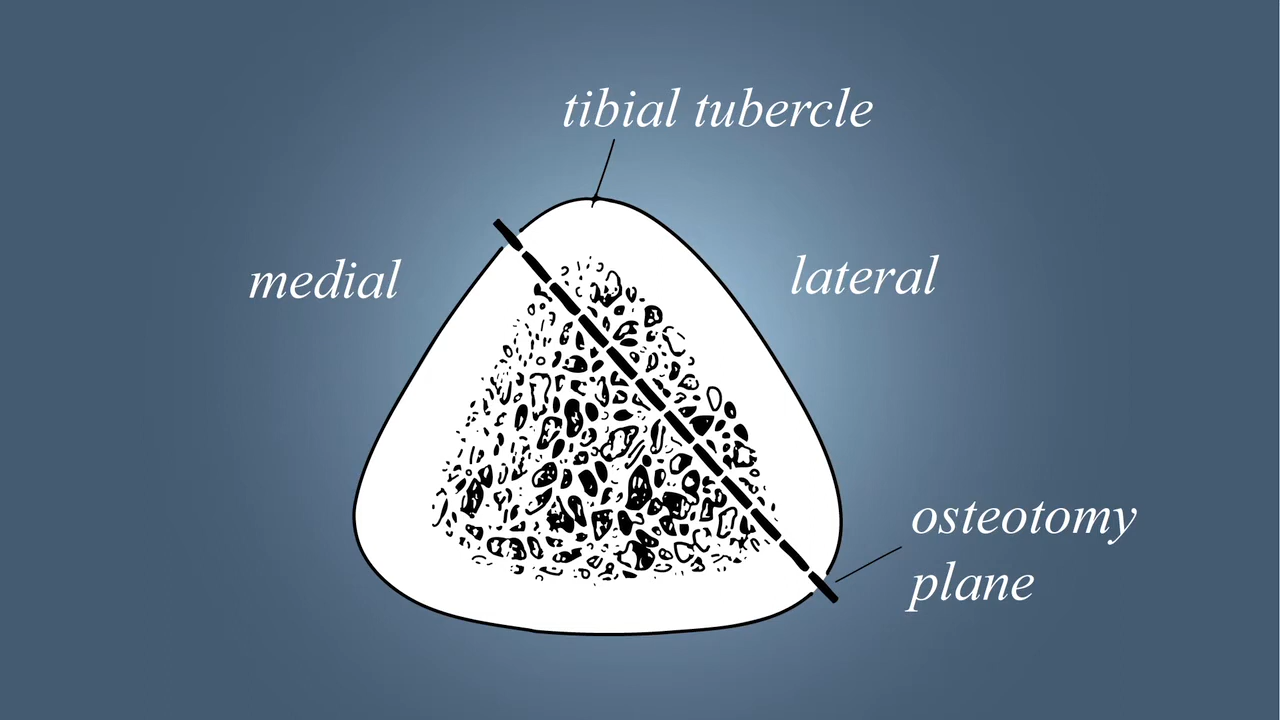 tibial tubercle
medial
lateral
osteotomy
plane